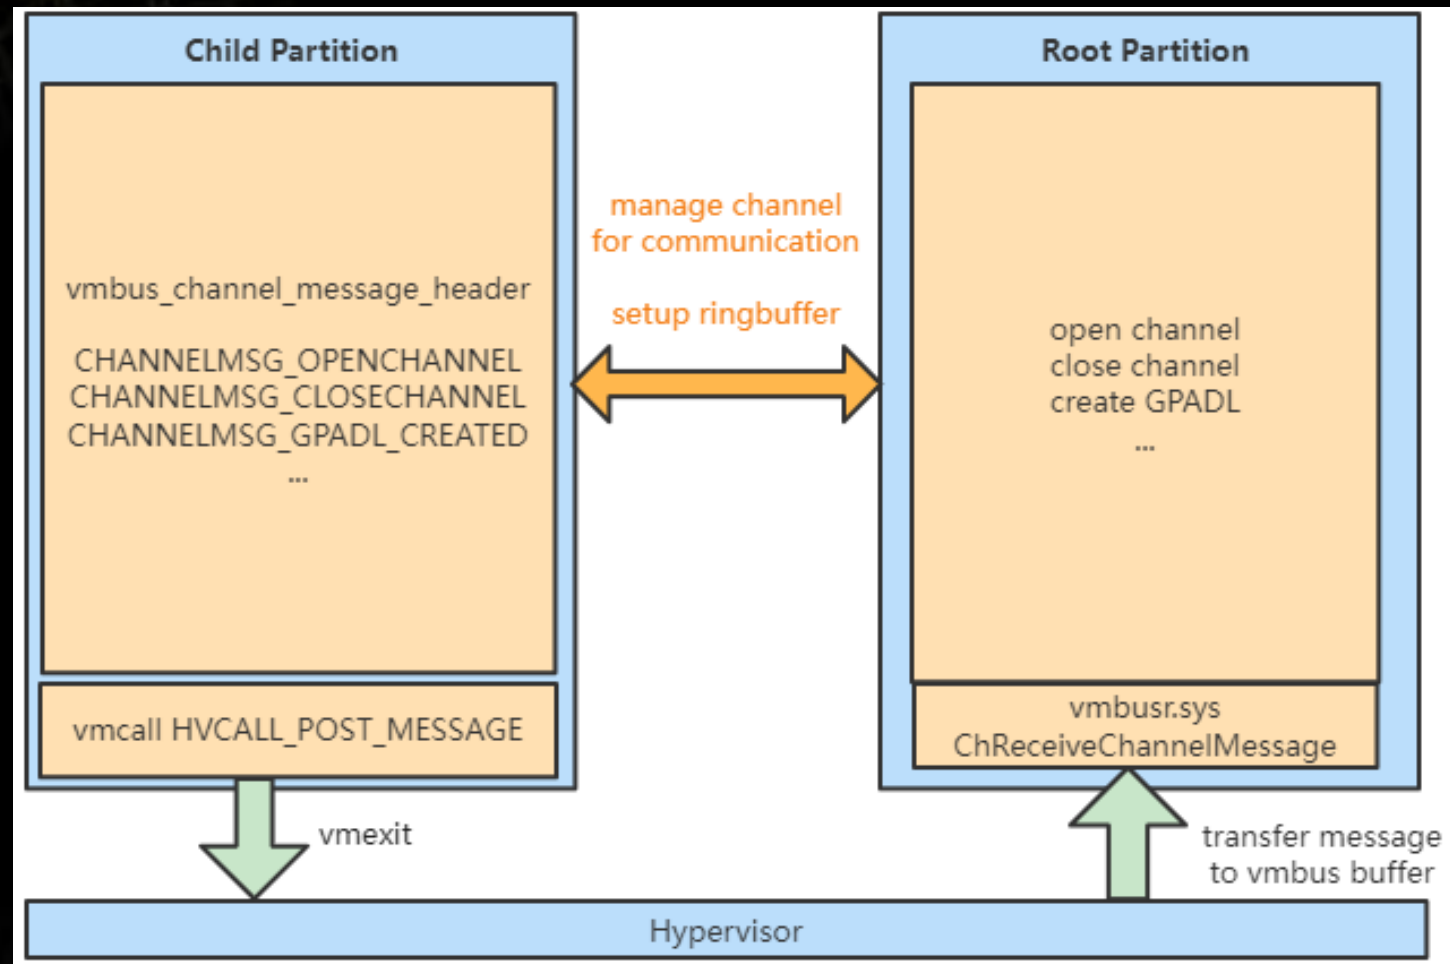 Child Partition
vmbus_channel_message_header
CHANNELMSG_OPENCHANNEL
CHANNELMSG_CLOSECHANNEL
CHANNELMSG_GPADL_CREATED
...
vmcall HVCALL_POST_MESSAGE
manage channel
for communication
setup ringbuffer
Root Partition
open channel
close channel
create GPADL
...
vmbusr.sys
ChReceiveChannelMessage
vmexit
transfer message
to vmbus buffer
Hypervisor